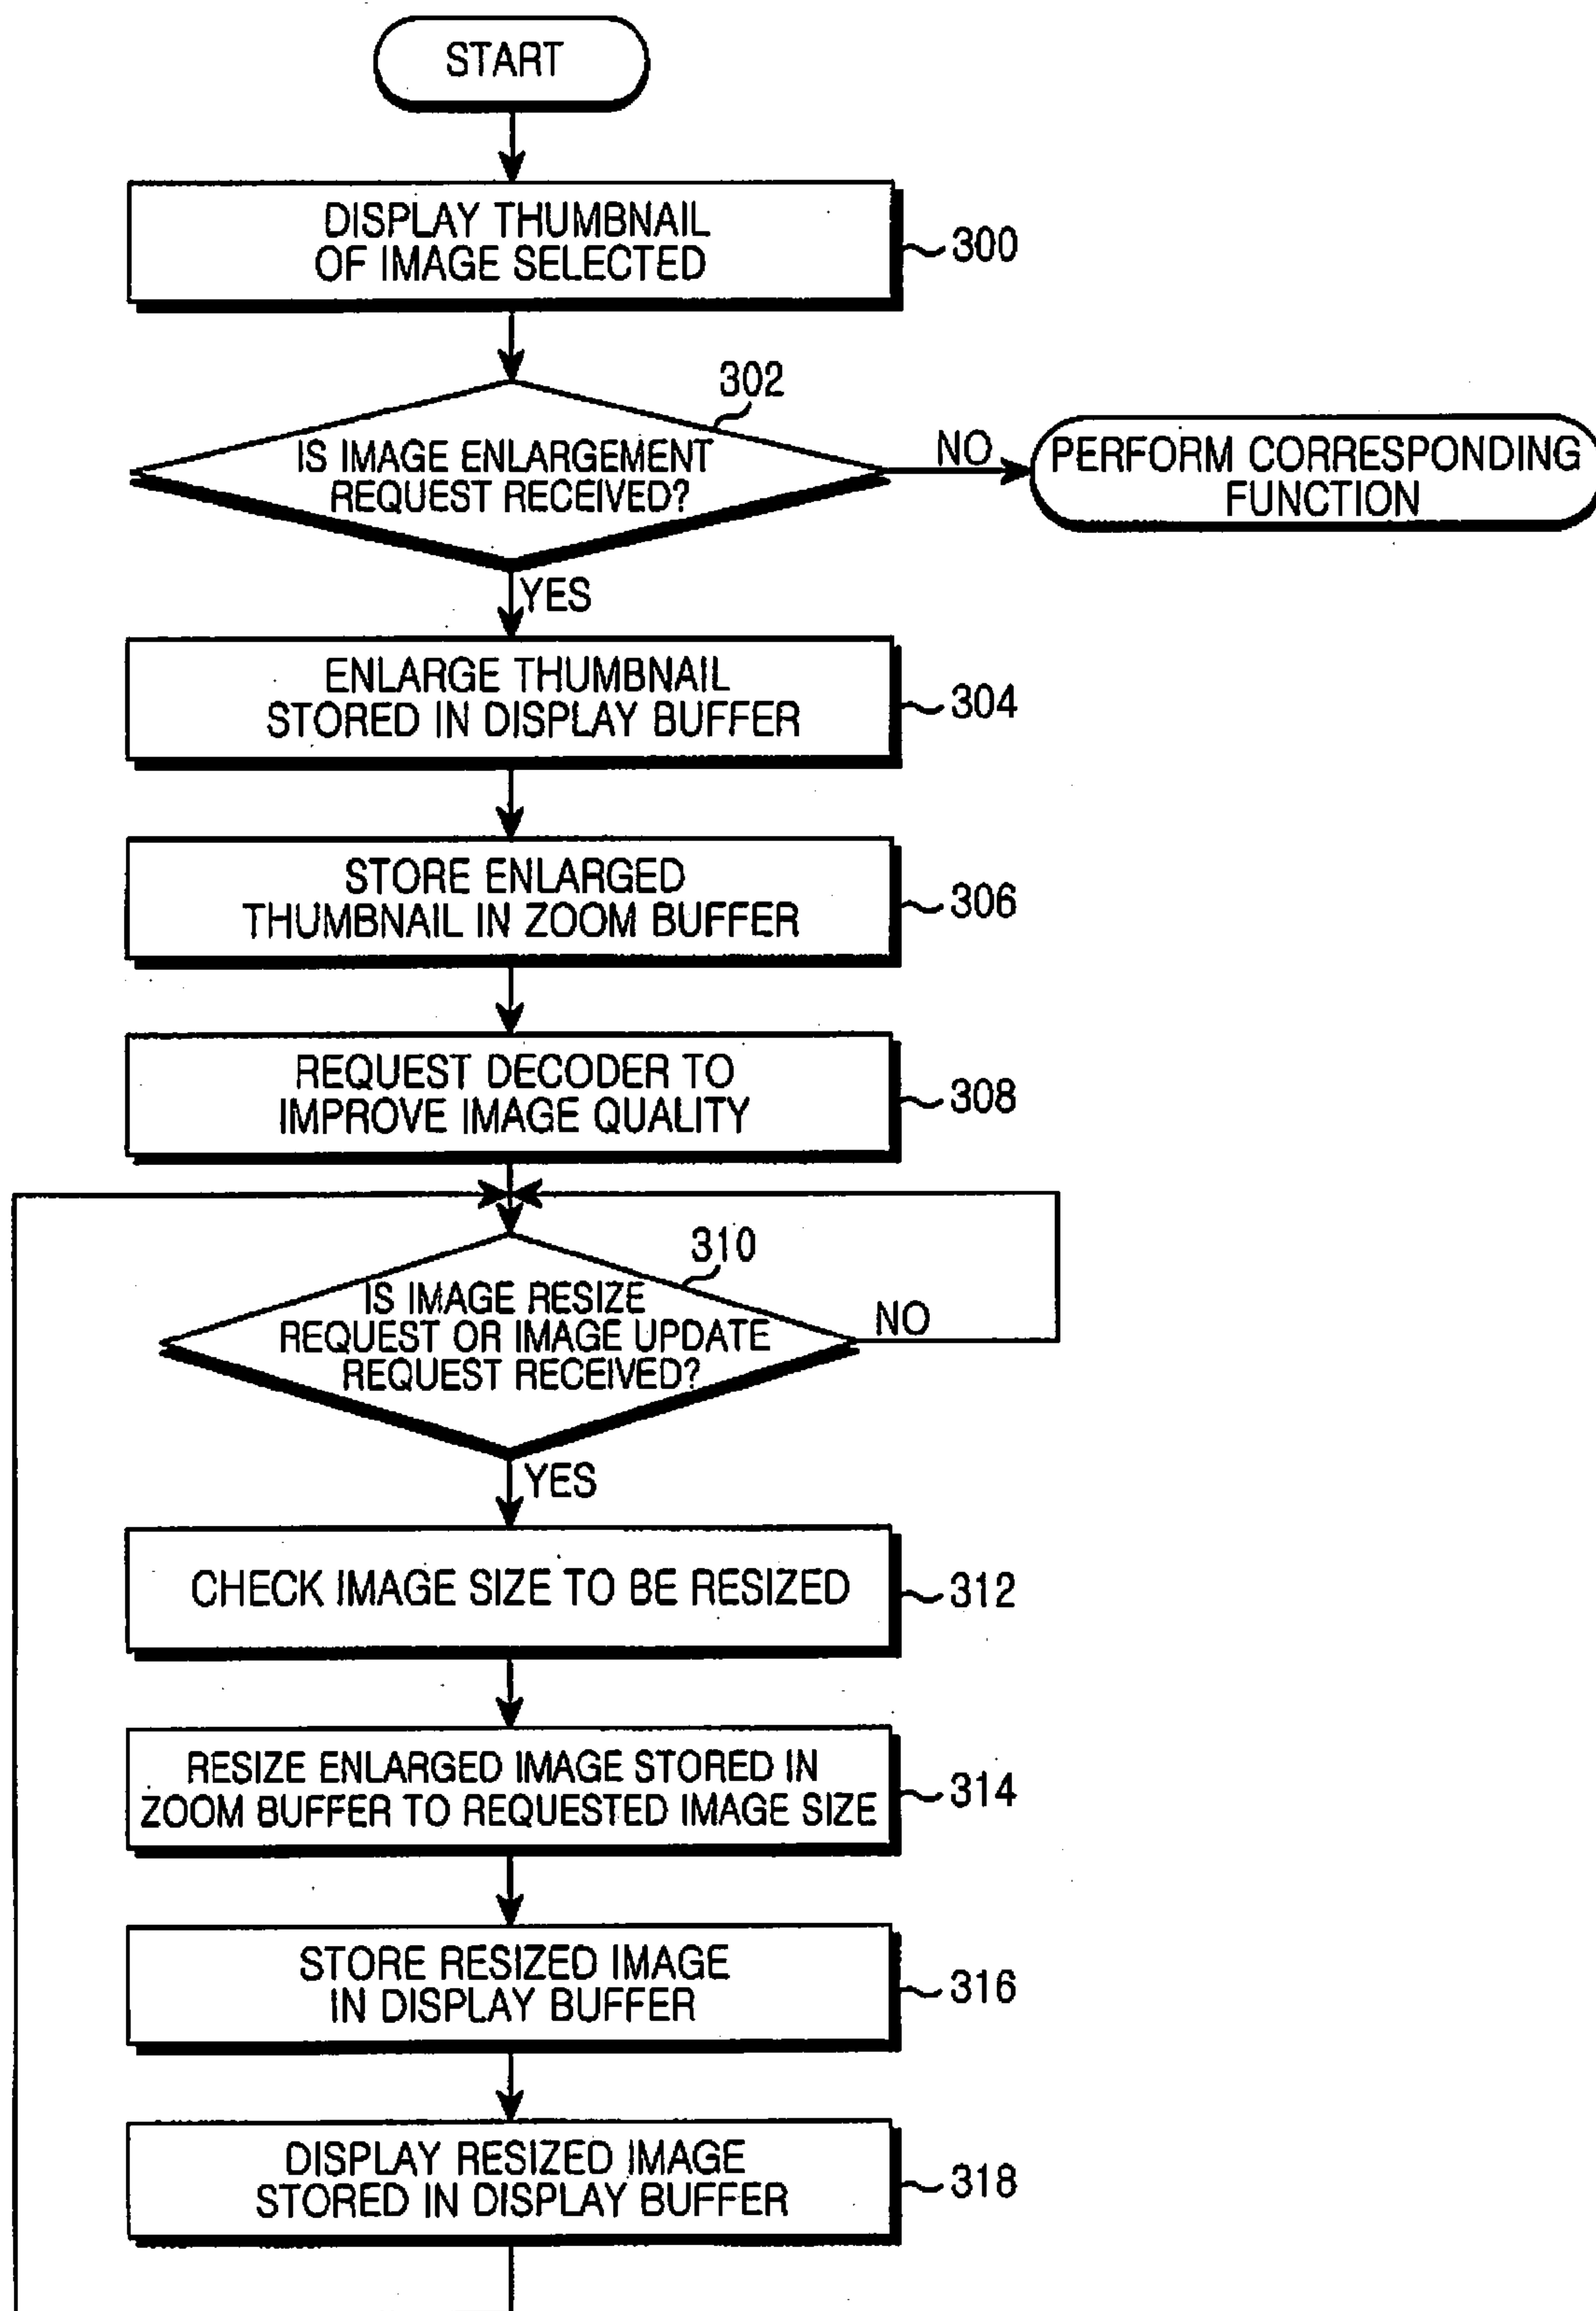 START
DISPLAY THUMBNAIL
OF IMAGE SELECTED
300
302
IS IMAGE ENLARGEMENT
REQUEST RECEIVED?
NO
PERFORM CORRESPONDING
FUNCTION
YES
ENLARGE THUMBNAIL
STORED IN DISPLAY BUFFER
304
STORE ENLARGED
THUMBNAIL IN ZOOM BUFFER
306
REQUEST DECODER TO
IMPROVE IMAGE QUALITY
308
310
IS IMAGE RESIZE
REQUEST OR IMAGE UPDATE
REQUEST RECEIVED?
NO
YES
CHECK IMAGE SIZE TO BE RESIZED
312
RESIZE ENLARGED IMAGE STORED IN
ZOOM BUFFER TO REQUESTED IMAGE SIZE
314
STORE RESIZED IMAGE
IN DISPLAY BUFFER
316
DISPLAY RESIZED IMAGE
STORED IN DISPLAY BUFFER
318